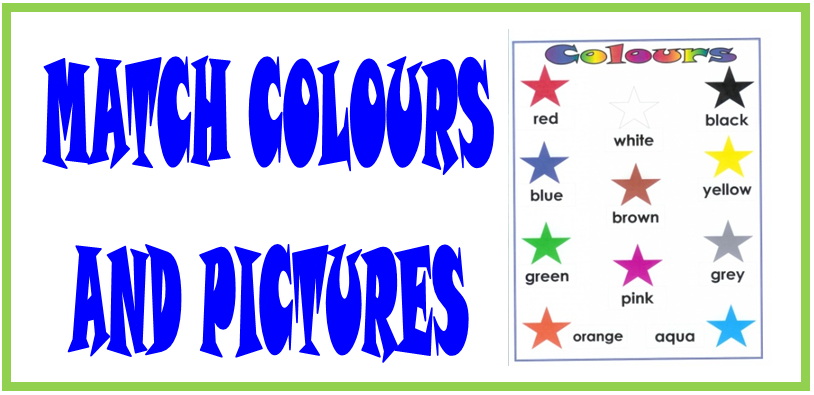 MATCH COLOURS
AND PICTURES
Colours
red
white
black
blue
brown
yellow
green
pink
grey
orange
aqua